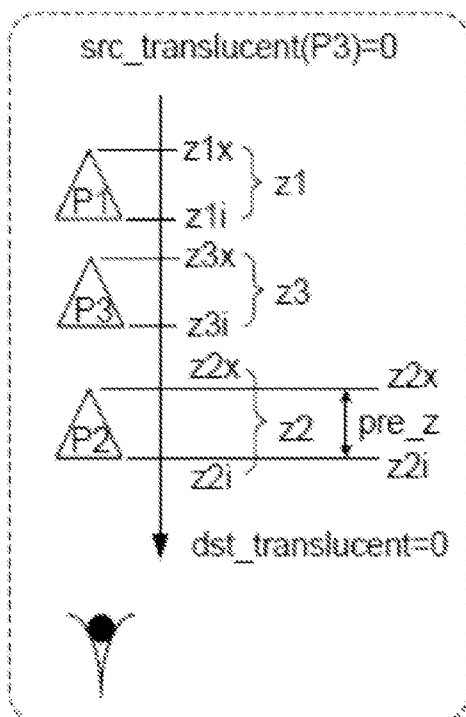 src_translucent(P3)=0
z1x
P1
z1
z1i
z3x
P3
z3
z3i
z2x
z2x
P2
z2
pre_z
z2i
z2i
dst_translucent=0